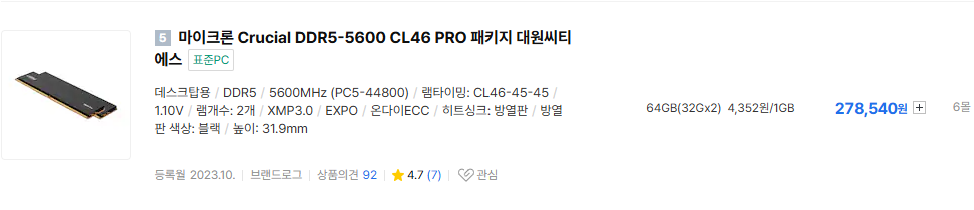 5 마이크론 Crucial DDR5-5600 CL46 PRO 패키지 대원씨티
에스 표준PC
데스크탑용 / DDR5 / 5600MHz (PC5-44800) / 램타이밍: CL46-45-45 /
1.10V / 램개수: 2개 / XMP3.0 / EXPO / 온다이ECC / 히트싱크: 방열판 / 방열
판 색상: 블랙 / 높이: 31.9mm
64GB(32Gx2) 4,352원/1GB 278,540원 6몰
등록월 2023.10. 브랜드로그 상품의견 92 4.7 (7) 관심